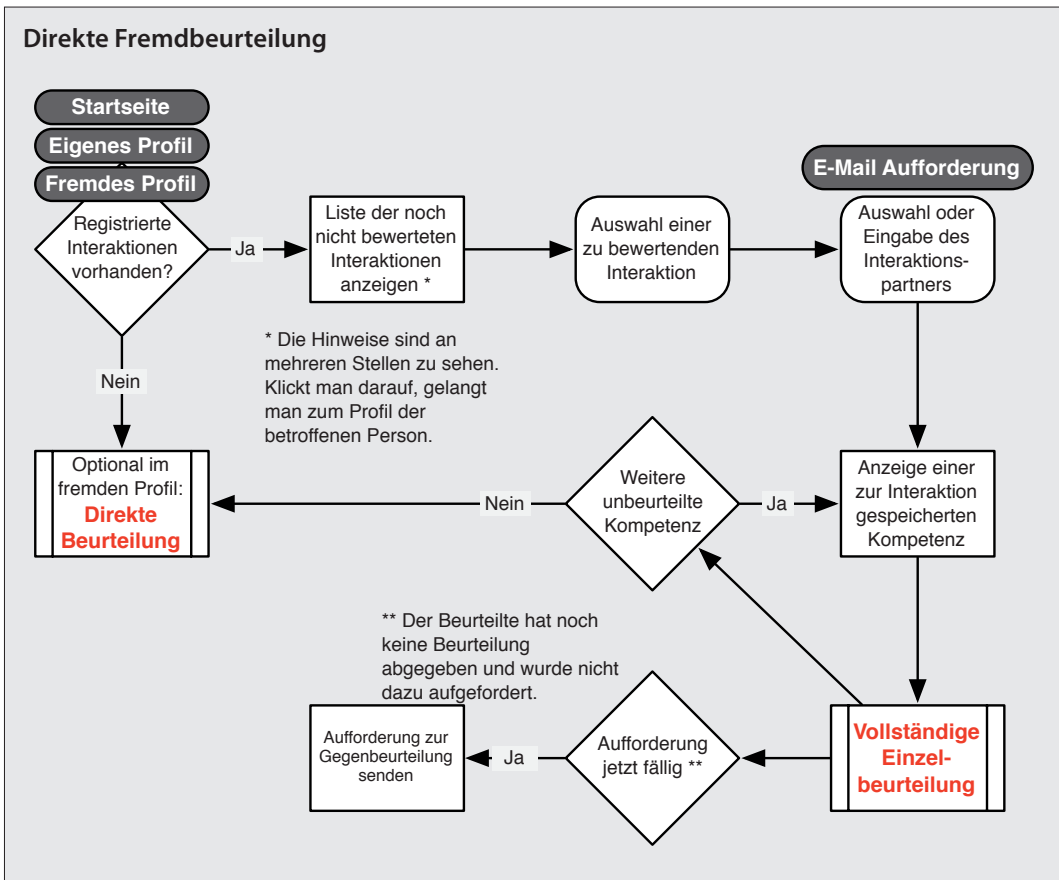 Direkte Fremdbeurteilung
Startseite
Eigenes Profil
Fremdes Profil
E-Mail Aufforderung
Registrierte
Interaktionen
vorhanden?
Ja
Liste der noch
nicht bewerteten
Interaktionen
anzeigen *
Auswahl einer
zu bewertenden
Interaktion
Auswahl oder
Eingabe des
Interaktions-
partners
* Die Hinweise sind an
mehreren Stellen zu sehen.
Klickt man darauf, gelangt
man zum Profil der
betroffenen Person.
Nein
Optional im
fremden Profil:
Direkte
Beurteilung
Nein
Weitere
unbeurteilte
Kompetenz
Ja
Anzeige einer
zur Interaktion
gespeicherten
Kompetenz
** Der Beurteilte hat noch
keine Beurteilung
abgegeben und wurde nicht
dazu aufgefordert.
Aufforderung zur
Gegenbeurteilung
senden
Ja
Aufforderung
jetzt fällig **
Vollständige
Einzel-
beurteilung